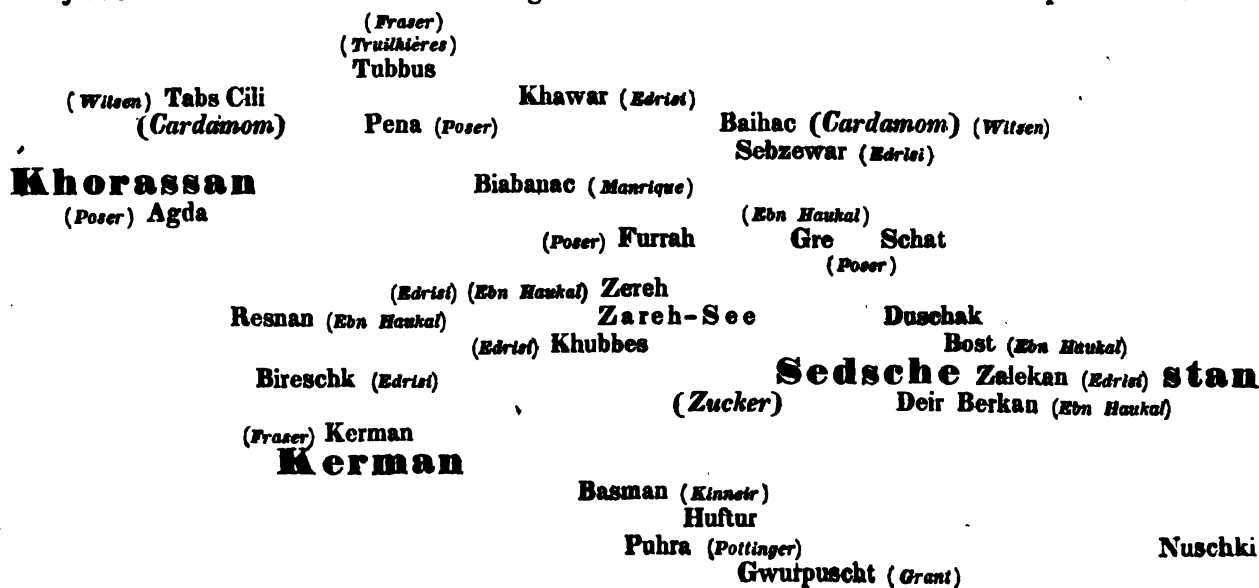 (Fraser)
(Truilhières)
Tubbus
(Witsen) Tabs Cili
Khawar (Edrisi)
(Cardamom)
Pena (Poser)
Baihac (Cardamom) (Witsen)
Sebzewar (Edrisi)
Khorassan
Biabanac (Manrique)
(Poser) Agda
(Ebn Haukal)
(Poser) Furrah
Gre Schat
(Poser)
(Edrisi) (Ebn Haukal) Zereh
Resnan (Ebn Haukal)
Zareh-See
Duschak
(Edrisi) Khubbes
Bost (Ebn Haukal)
Bireschk (Edrisi)
Sedsche Zalekan (Edrisi) stan
(Zucker)
Deir Berkan (Ebn Haukal)
(Fraser) Kerman
Kerman
Basman (Kinneir)
Huftur
Puhra (Pottinger)
Nuschki
Gwutpuscht (Grant)